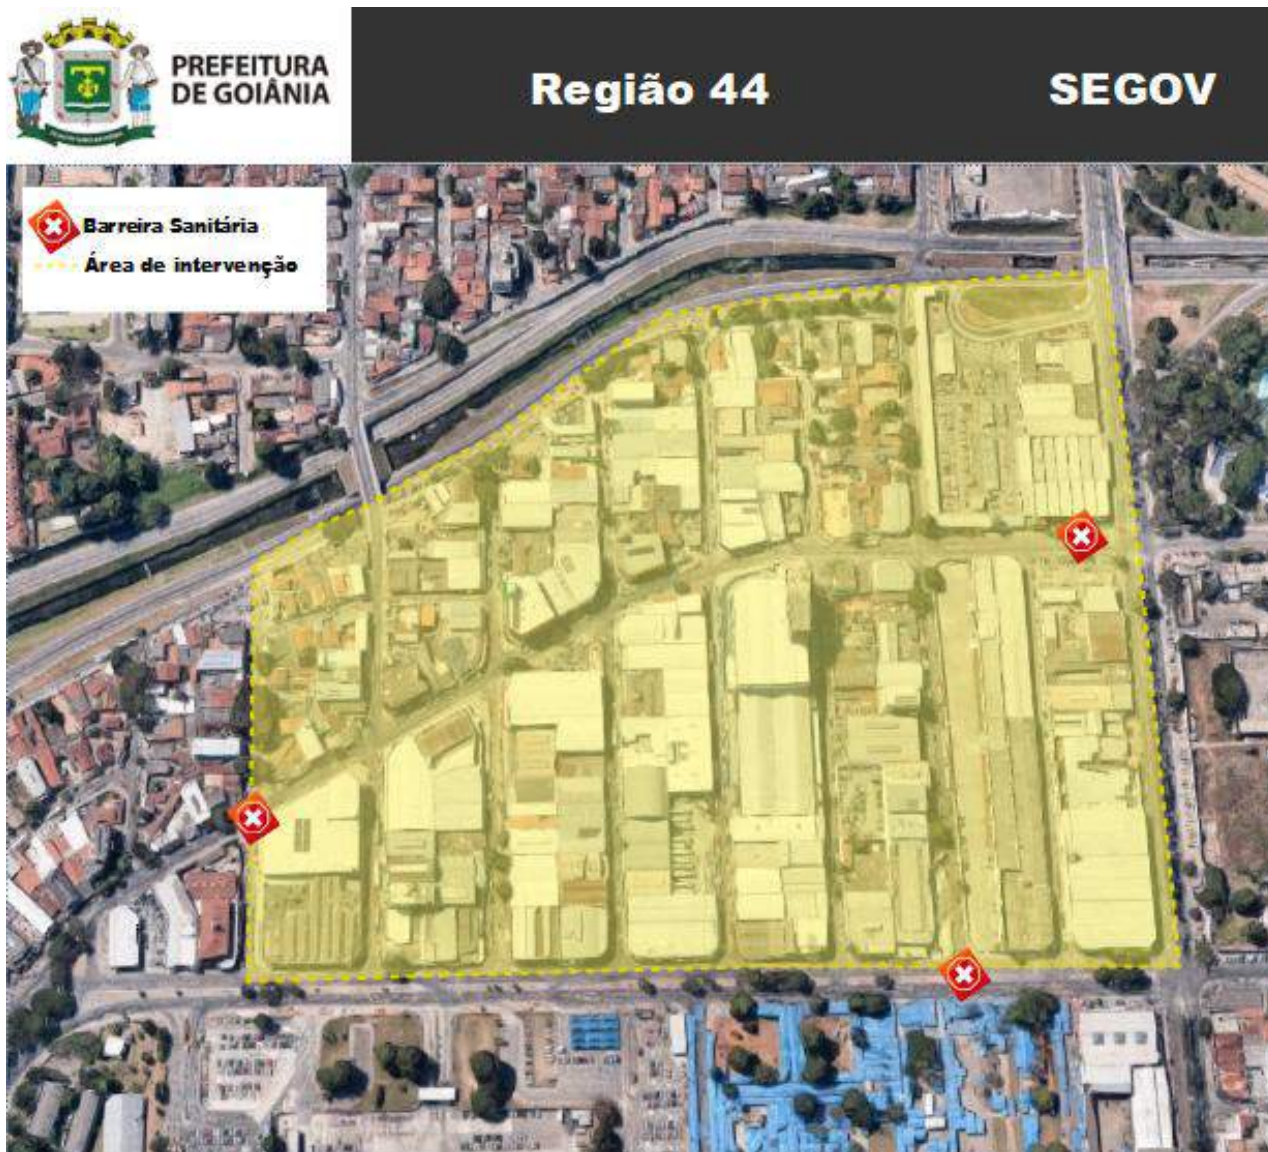 PREFEITURA
DE GOIÂNIA
Região 44
SEGOV
Barreira Sanitária
Área de intervenção